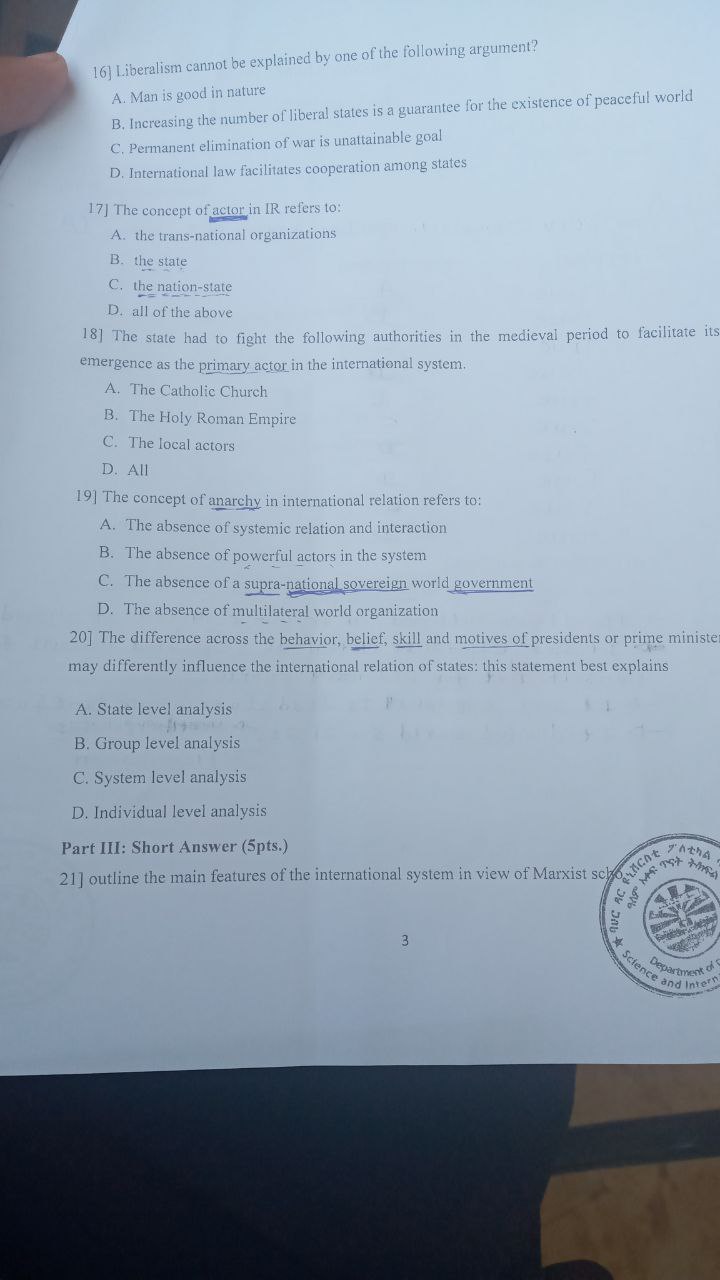 16] Liberalism cannot be explained by one of the following argument?
A. Man is good in nature
B. Increasing the number of liberal states is a guarantee for the existence of peaceful world
C. Permanent elimination of war is unattainable goal
D. International law facilitates cooperation among states
17] The concept of actor in IR refers to:
A. the trans-national organizations
B. the state
C. the nation-state
D. all of the above
18] The state had to fight the following authorities in the medieval period to facilitate its
emergence as the primary actor in the international system.
A. The Catholic Church
B. The Holy Roman Empire
C. The local actors
D. All
19] The concept of anarchy in international relation refers to:
A. The absence of systemic relation and interaction
B. The absence of powerful actors in the system
C. The absence of a supra-national sovereign world government
D. The absence of multilateral world organization
20] The difference across the behavior, belief, skill and motives of presidents or prime minister
may differently influence the international relation of states: this statement best explains
A. State level analysis
B. Group level analysis
C. System level analysis
D. Individual level analysis
Part III: Short Answer (5pts.)
21] outline the main features of the international system in view of Marxist
3
ባህር ዳር ዩኒቨርስቲ
Department of
Science and